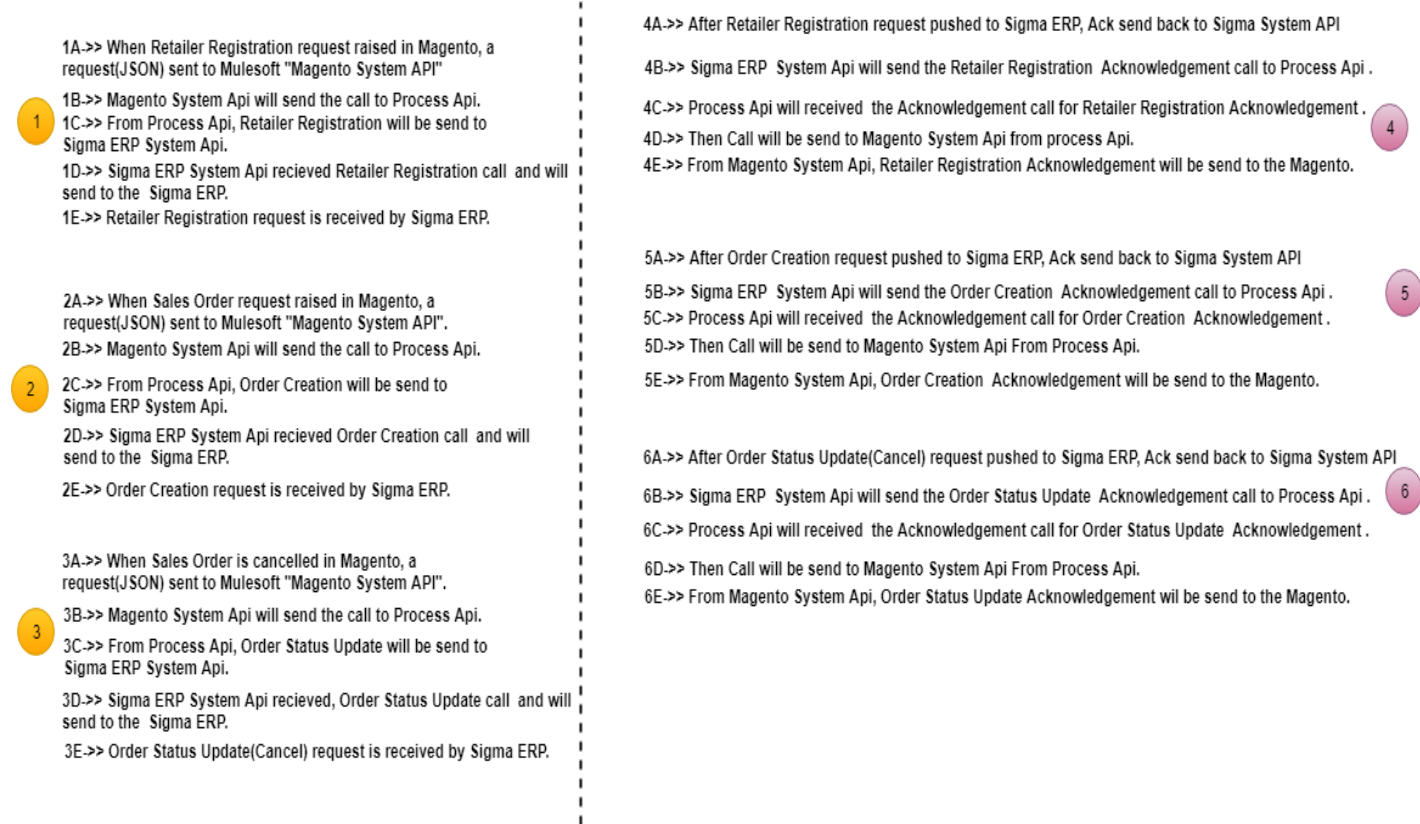 1A->> When Retailer Registration request raised in Magento, a
request(JSON) sent to Mulesoft "Magento System API"
1B->> Magento System Api will send the call to Process Api.
1
1C->> From Process Api, Retailer Registration will be send to
Sigma ERP System Api.
1D->> Sigma ERP System Api recieved Retailer Registration call and will
send to the Sigma ERP.
1E->> Retailer Registration request is received by Sigma ERP.
2A->> When Sales Order request raised in Magento, a
request(JSON) sent to Mulesoft "Magento System API".
2B->> Magento System Api will send the call to Process Api.
2
2C->> From Process Api, Order Creation will be send to
Sigma ERP System Api.
2D->> Sigma ERP System Api recieved Order Creation call and will
send to the Sigma ERP.
2E->> Order Creation request is received by Sigma ERP.
3A->> When Sales Order is cancelled in Magento, a
request(JSON) sent to Mulesoft "Magento System API".
3B->> Magento System Api will send the call to Process Api.
3
3C->> From Process Api, Order Status Update will be send to
Sigma ERP System Api.
3D->> Sigma ERP System Api recieved, Order Status Update call and will
send to the Sigma ERP.
3E->> Order Status Update(Cancel) request is received by Sigma ERP.
4A->> After Retailer Registration request pushed to Sigma ERP, Ack send back to Sigma System API
4B->> Sigma ERP System Api will send the Retailer Registration Acknowledgement call to Process Api .
4C->> Process Api will received the Acknowledgement call for Retailer Registration Acknowledgement .
4
4D->> Then Call will be send to Magento System Api from process Api.
4E->> From Magento System Api, Retailer Registration Acknowledgement will be send to the Magento.
5A->> After Order Creation request pushed to Sigma ERP, Ack send back to Sigma System API
5B->> Sigma ERP System Api will send the Order Creation Acknowledgement call to Process Api .
5
5C->> Process Api will received the Acknowledgement call for Order Creation Acknowledgement .
5D->> Then Call will be send to Magento System Api From Process Api.
5E->> From Magento System Api, Order Creation Acknowledgement will be send to the Magento.
6A->> After Order Status Update(Cancel) request pushed to Sigma ERP, Ack send back to Sigma System API
6B->> Sigma ERP System Api will send the Order Status Update Acknowledgement call to Process Api .
6
6C->> Process Api will received the Acknowledgement call for Order Status Update Acknowledgement .
6D->> Then Call will be send to Magento System Api From Process Api.
6E->> From Magento System Api, Order Status Update Acknowledgement wil be send to the Magento.